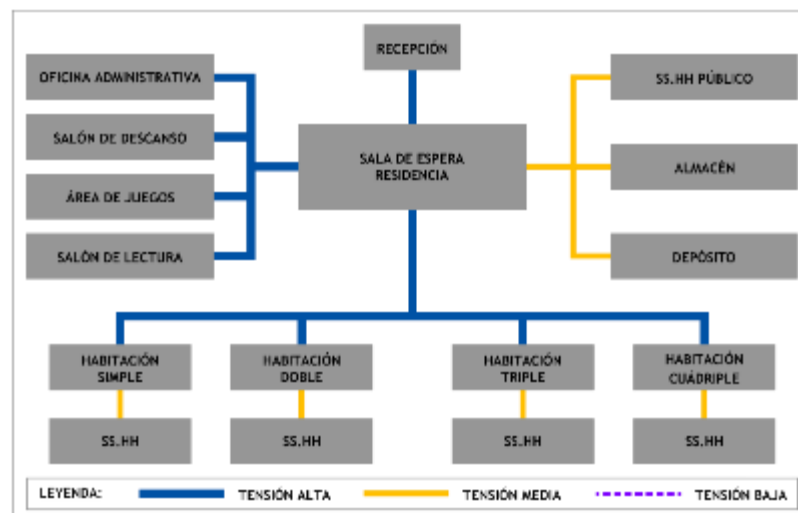 RECEPCIÓN
OFICINA ADMINISTRATIVA
SALÓN DE DESCANSO
ÁREA DE JUEGOS
SALÓN DE LECTURA
SALA DE ESPERA
RESIDENCIA
SS.HH PÚBLICO
ALMACÉN
DEPÓSITO
HABITACIÓN
SIMPLE
HABITACIÓN
DOBLE
HABITACIÓN
TRIPLE
HABITACIÓN
CUÁDRIPLE
SS.HH
SS.HH
SS.HH
SS.HH
LEYENDA:
TENSIÓN ALTA
TENSIÓN MEDIA
TENSIÓN BAJA